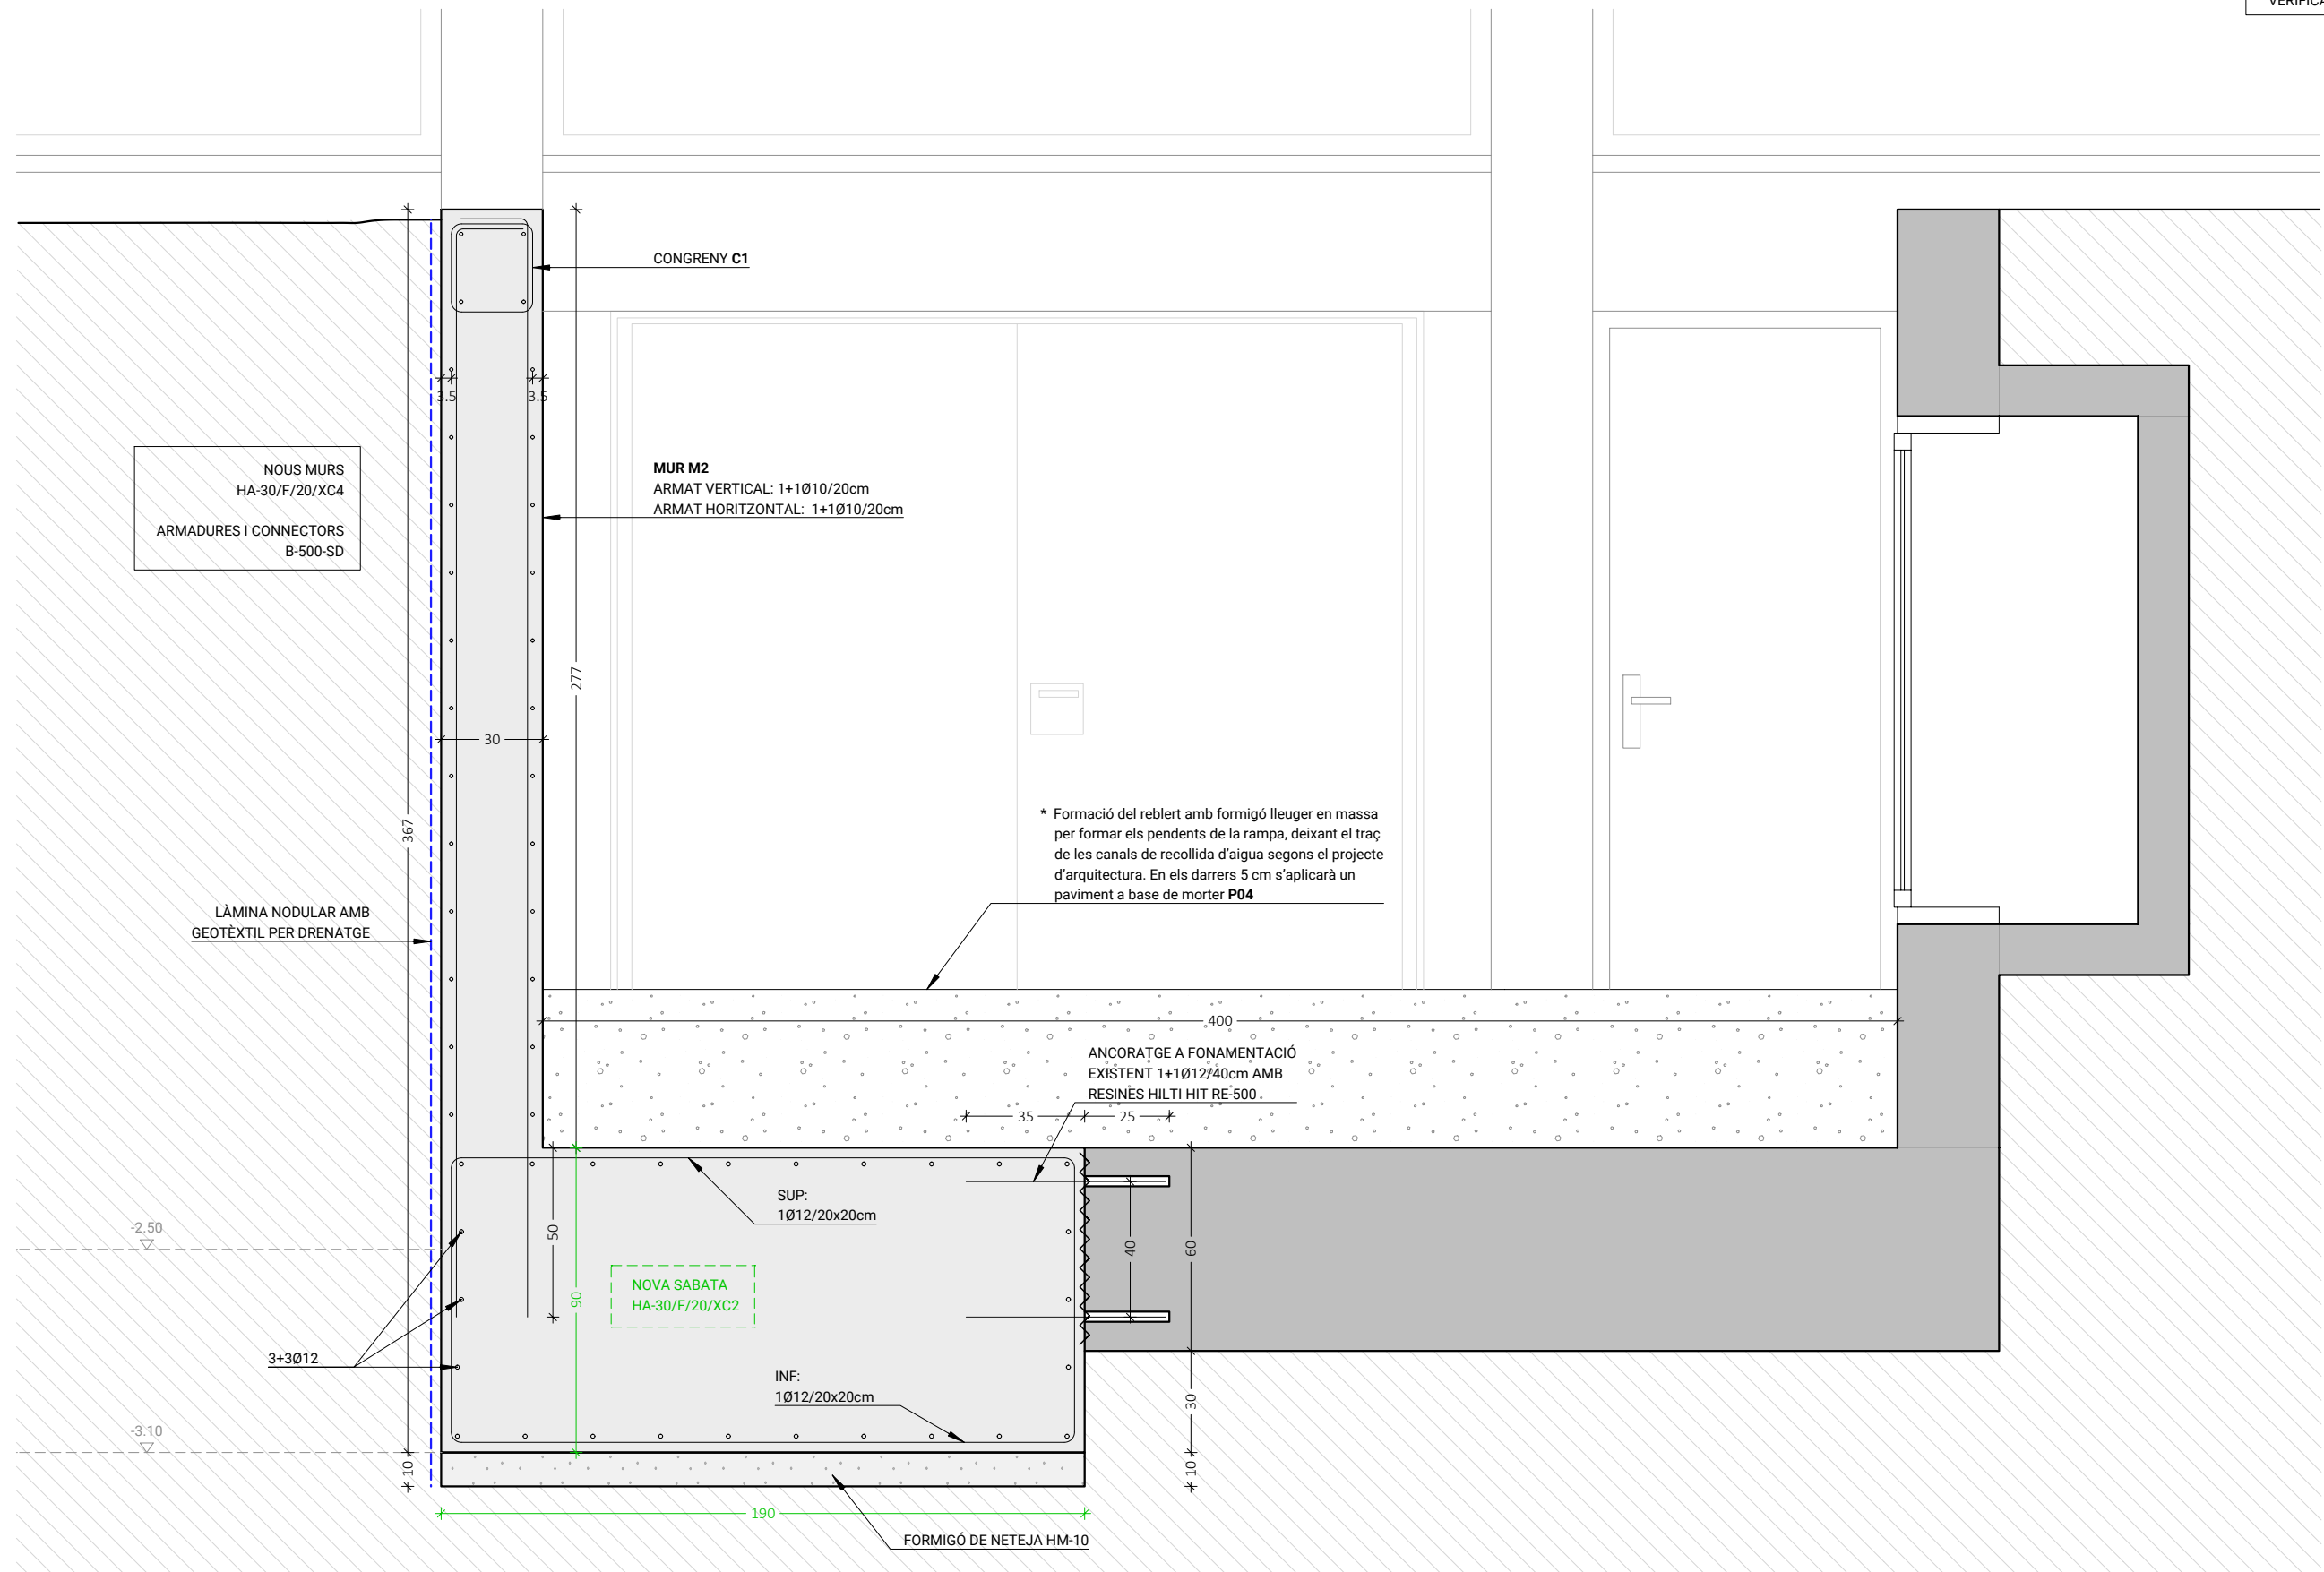 CONGRENY C1
3.5
3.5
NOUS MURS
HA-30/F/20/XC4
ARMADURES I CONNECTORS
B-500-SD
MUR M2
ARMAT VERTICAL: 1+1Ø10/20cm
ARMAT HORITZONTAL: 1+1Ø10/20cm
277
30
367
* Formació del reblert amb formigó lleuger en massa
per formar els pendents de la rampa, deixant el traç
de les canals de recollida d’aigua segons el projecte
d’arquitectura. En els darrers 5 cm s’aplicarà un
paviment a base de morter P04
LÀMINA NODULAR AMB
GEOTÈXTIL PER DRENATGE
400
ANCORATGE A FONAMENTACIÓ
EXISTENT 1+1Ø12/40cm AMB
RESINES HILTI HIT RE-500
35
25
SUP:
1Ø12/20x20cm
-2.50
50
40
60
90
NOVA SABATA
HA-30/F/20/XC2
3+3Ø12
INF:
1Ø12/20x20cm
30
-3.10
10
10
190
FORMIGÓ DE NETEJA HM-10